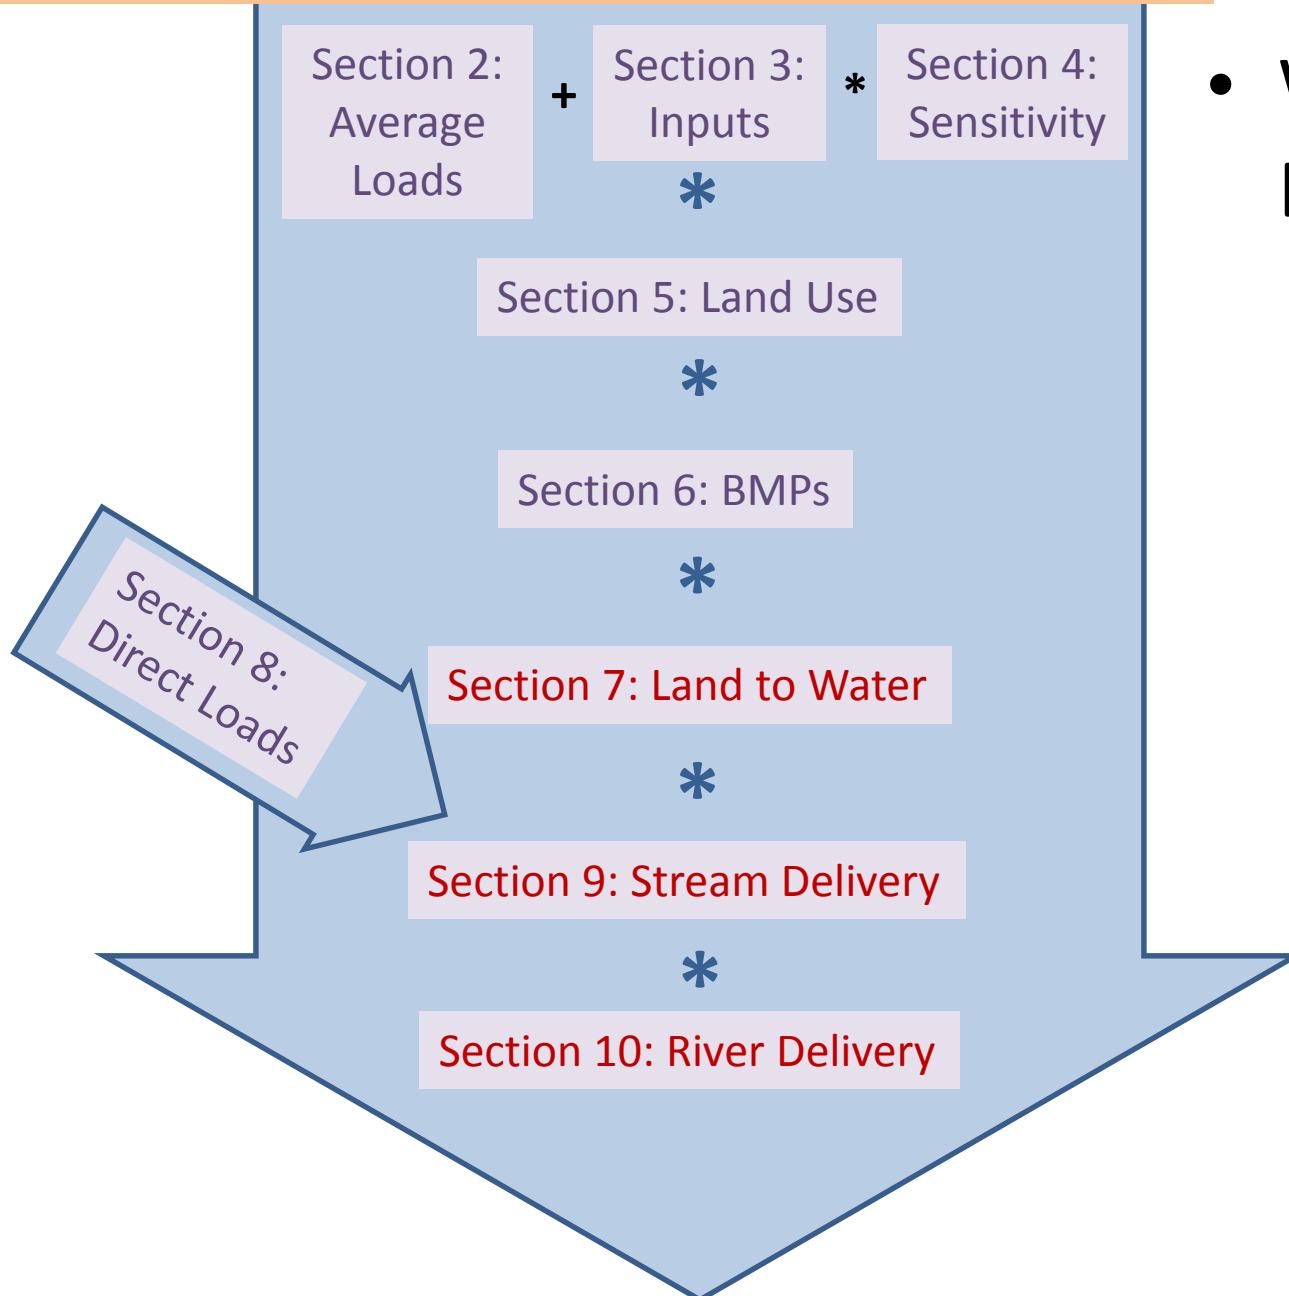 Section 2:
Average
Loads
+
Section 3:
Inputs
*
Section 4:
Sensitivity
*
Section 5: Land Use
*
Section 6: BMPs
*
Section 8:
Direct Loads
Section 7: Land to Water
*
Section 9: Stream Delivery
*
Section 10: River Delivery
•